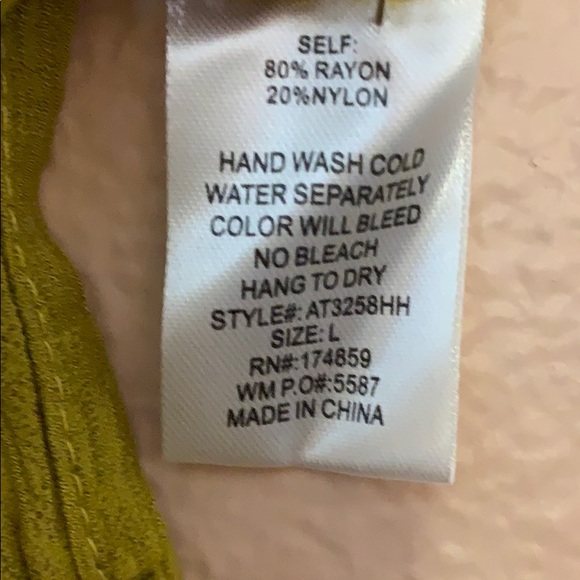 SELF:
80% RAYON
20%NYLON
HAND WASH COLD
WATER SEPARATELY
COLOR WILL BLEED
NO BLEACH
HANG TO DRY
STYLE#: AT3258HH
SIZE: L
RN#:174859
WM P.O#:5587
MADE IN CHINA